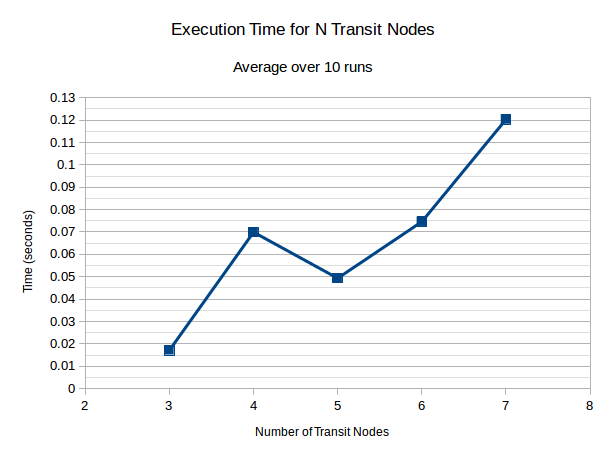 Execution Time for N Transit Nodes
Average over 10 runs
0.13
0.12
0.11
0.1
0.09
0.08
0.07
0.06
0.05
0.04
0.03
0.02
0.01
0
Time (seconds)
2 3 4 5 6 7 8
Number of Transit Nodes